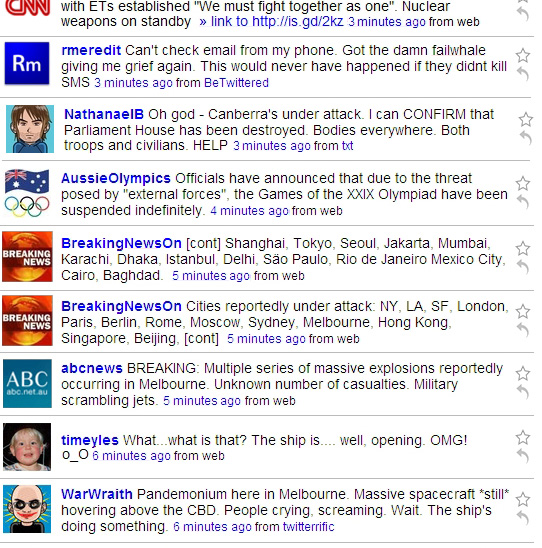 CNN
with ETs established "We must fight together as one". Nuclear
weapons on standby » link to http://is.gd/2kz 3 minutes ago from web
Rm
rmeredit Can't check email from my phone. Got the damn failwhale
giving me grief again. This would never have happened if they didnt kill
SMS 3 minutes ago from BeTwittered
NathanaelB Oh god - Canberra's under attack. I can CONFIRM that
Parliament House has been destroyed. Bodies everywhere. Both
troops and civilians. HELP 3 minutes ago from txt
AussieOlympics Officials have announced that due to the threat
posed by "external forces", the Games of the XXIX Olympiad have been
suspended indefinitely. 4 minutes ago from web
BREAKING
NEWS
BreakingNewsOn [cont] Shanghai, Tokyo, Seoul, Jakarta, Mumbai,
Karachi, Dhaka, Istanbul, Delhi, São Paulo, Rio de Janeiro Mexico City,
Cairo, Baghdad. 5 minutes ago from web
BREAKING
NEWS
BreakingNewsOn Cities reportedly under attack: NY, LA, SF, London,
Paris, Berlin, Rome, Moscow, Sydney, Melbourne, Hong Kong,
Singapore, Beijing, [cont] 5 minutes ago from web
ABC
abc.net.au
abcnews BREAKING: Multiple series of massive explosions reportedly
occurring in Melbourne. Unknown number of casualties. Military
scrambling jets. 5 minutes ago from web
timeyles What...what is that? The ship is.... well, opening. OMG!
o_O 6 minutes ago from web
WarWraith Pandemonium here in Melbourne. Massive spacecraft *still*
hovering above the CBD. People crying, screaming. Wait. The ship's
doing something. 6 minutes ago from twitterrific